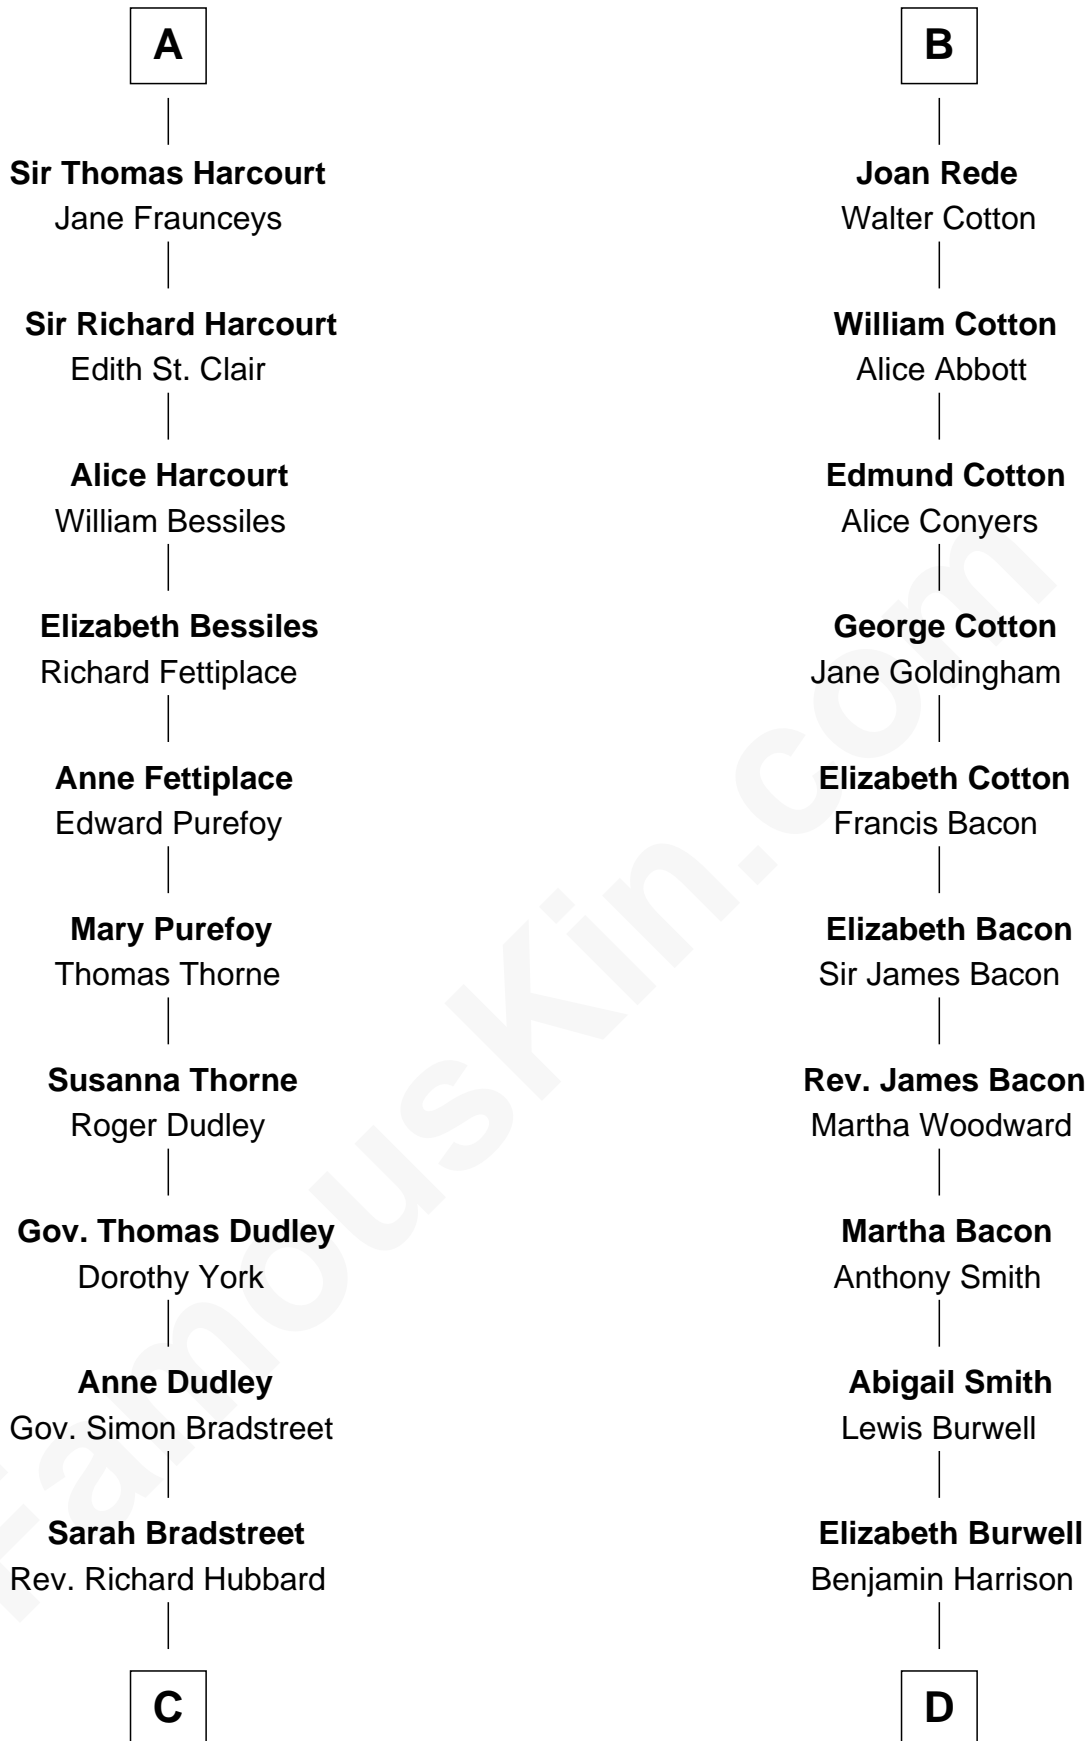 A
Sir Thomas Harcourt
Jane Fraunceys
Sir Richard Harcourt
Edith St. Clair
Alice Harcourt
William Bessiles
Elizabeth Bessiles
Richard Fettiplace
Anne Fettiplace
Edward Purefoy
Mary Purefoy
Thomas Thorne
Susanna Thorne
Roger Dudley
Gov. Thomas Dudley
Dorothy York
Anne Dudley
Gov. Simon Bradstreet
Sarah Bradstreet
Rev. Richard Hubbard
C
B
Joan Rede
Walter Cotton
William Cotton
Alice Abbott
Edmund Cotton
Alice Conyers
George Cotton
Jane Goldingham
Elizabeth Cotton
Francis Bacon
Elizabeth Bacon
Sir James Bacon
Rev. James Bacon
Martha Woodward
Martha Bacon
Anthony Smith
Abigail Smith
Lewis Burwell
Elizabeth Burwell
Benjamin Harrison
D
FamousKin.com